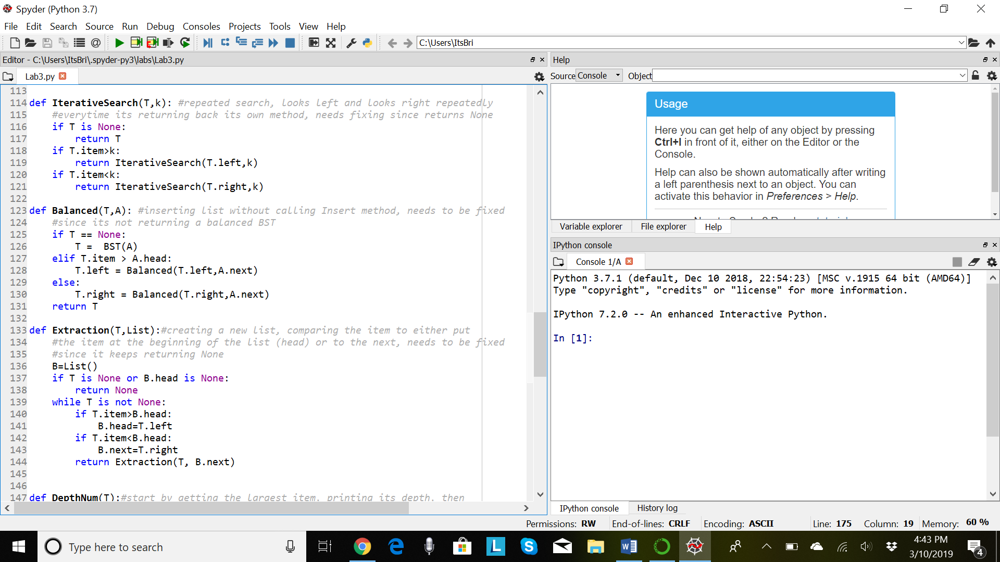 Spyder (Python 3.7)
File Edit Search Source Run Debug Consoles Projects Tools View Help
C:\Users\ItsBri
Editor - C:\Users\ItsBri\.spyder-py3\labs\Lab3.py
Lab3.py
113
114 def IterativeSearch(T,k): #repeated search, looks left and looks right repeatedly
115     #everytime its returning back its own method, needs fixing since returns None
116     if T is None:
117         return T
118     if T.item>k:
119         return IterativeSearch(T.left,k)
120     if T.item<k:
121         return IterativeSearch(T.right,k)
122
123 def Balanced(T,A): #inserting list without calling Insert method, needs to be fixed
124     #since its not returning a balanced BST
125     if T == None:
126         T =  BST(A)
127     elif T.item > A.head:
128         T.left = Balanced(T.left,A.next)
129     else:
130         T.right = Balanced(T.right,A.next)
131     return T
132
133 def Extraction(T,List):#creating a new list, comparing the item to either put
134     #the item at the beginning of the list (head) or to the next, needs to be fixed
135     #since it keeps returning None
136     B=List()
137     if T is None or B.head is None:
138         return None
139     while T is not None:
140         if T.item>B.head:
141             B.head=T.left
142         if T.item<B.head:
143             B.next=T.right
144         return Extraction(T, B.next)
145
146
147 def DepthNum(T):#start by getting the largest item, printing its depth, then
Help
Source Console Object
Usage
Here you can get help of any object by pressing
Ctrl+I in front of it, either on the Editor or the
Console.
Help can also be shown automatically after writing
a left parenthesis next to an object. You can
activate this behavior in Preferences > Help.
Variable explorer File explorer Help
IPython console
Console 1/A
Python 3.7.1 (default, Dec 10 2018, 22:54:23) [MSC v.1915 64 bit (AMD64)]
Type "copyright", "credits" or "license" for more information.
IPython 7.2.0 -- An enhanced Interactive Python.
In [1]:
IPython console History log
Permissions: RW End-of-lines: CRLF Encoding: ASCII Line: 175 Column: 19 Memory: 60 %
Type here to search
4:43 PM
3/10/2019
4